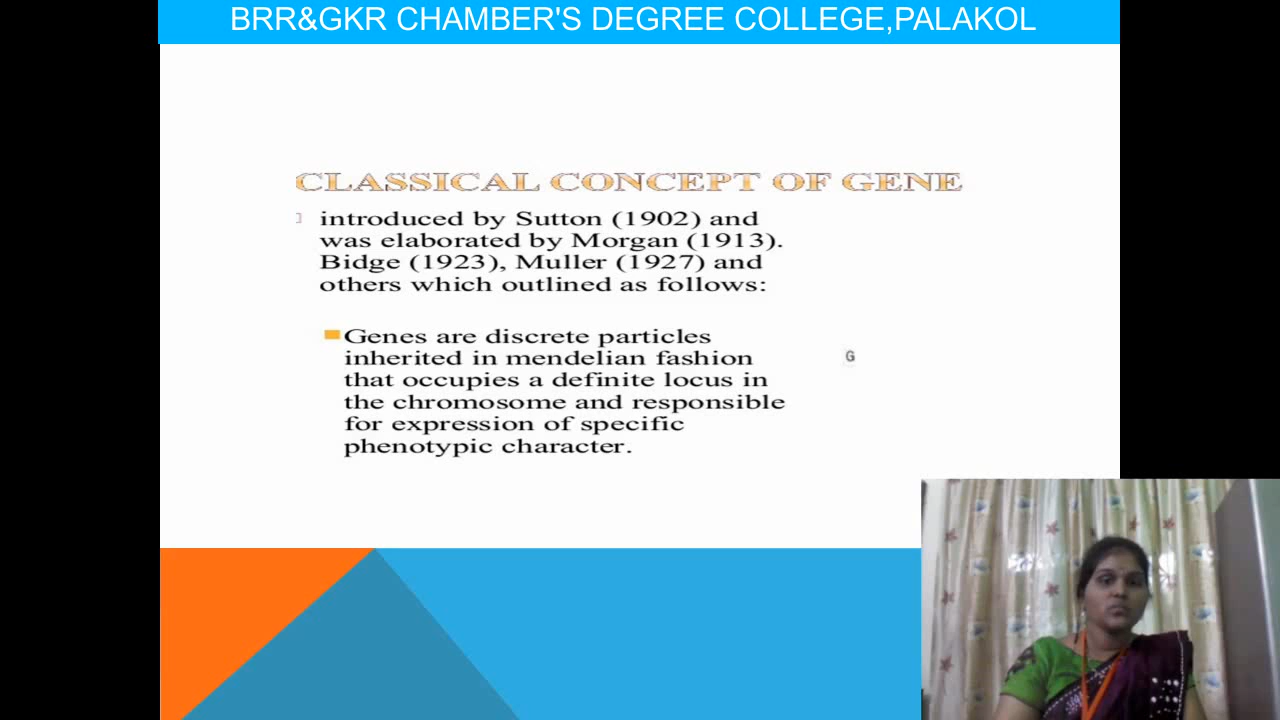 BRR&GKR CHAMBER'S DEGREE COLLEGE,PALAKOL
CLASSICAL CONCEPT OF GENE
introduced by Sutton (1902) and
was elaborated by Morgan (1913).
Bidge (1923), Muller (1927) and
others which outlined as follows:
Genes are discrete particles
inherited in mendelian fashion
that occupies a definite locus in
the chromosome and responsible
for expression of specific
phenotypic character.
G